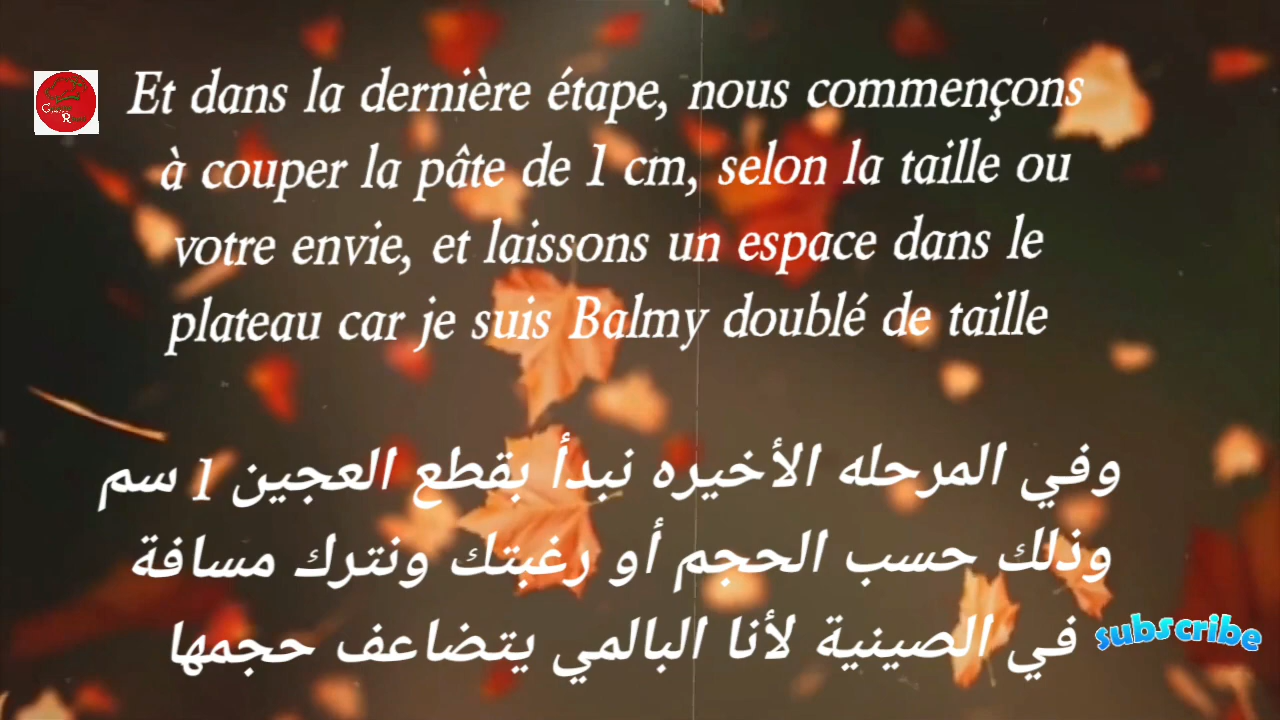 Et dans la dernière étape, nous commençons
à couper la pâte de 1 cm, selon la taille ou
votre envie, et laissons un espace dans le
plateau car je suis Balmy doublé de taille
وفي المرحله الأخيره نبدأ بقطع العجين 1 سم
وذلك حسب الحجم أو رغبتك ونترك مسافة
في الصينية لأنا البالمي يتضاعف حجمها
subscribe